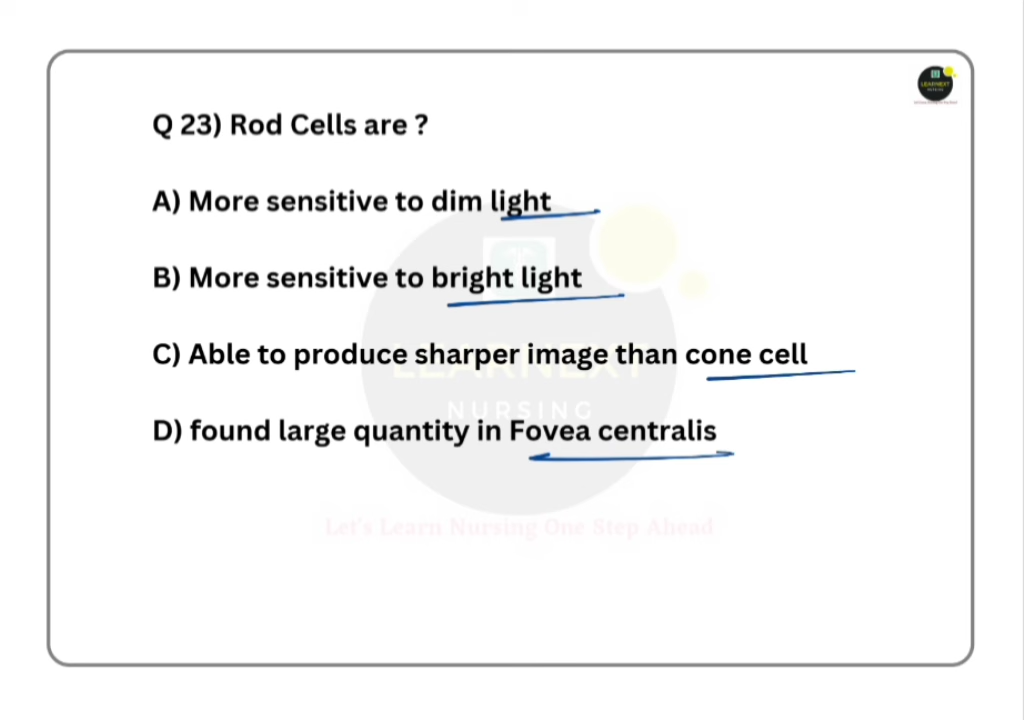 Q 23) Rod Cells are ?
A) More sensitive to dim light
B) More sensitive to bright light
C) Able to produce sharper image than cone cell
LEARNEXT
NURSING
D) found large quantity in Fovea centralis
Let's Learn Nursing One Step Ahead